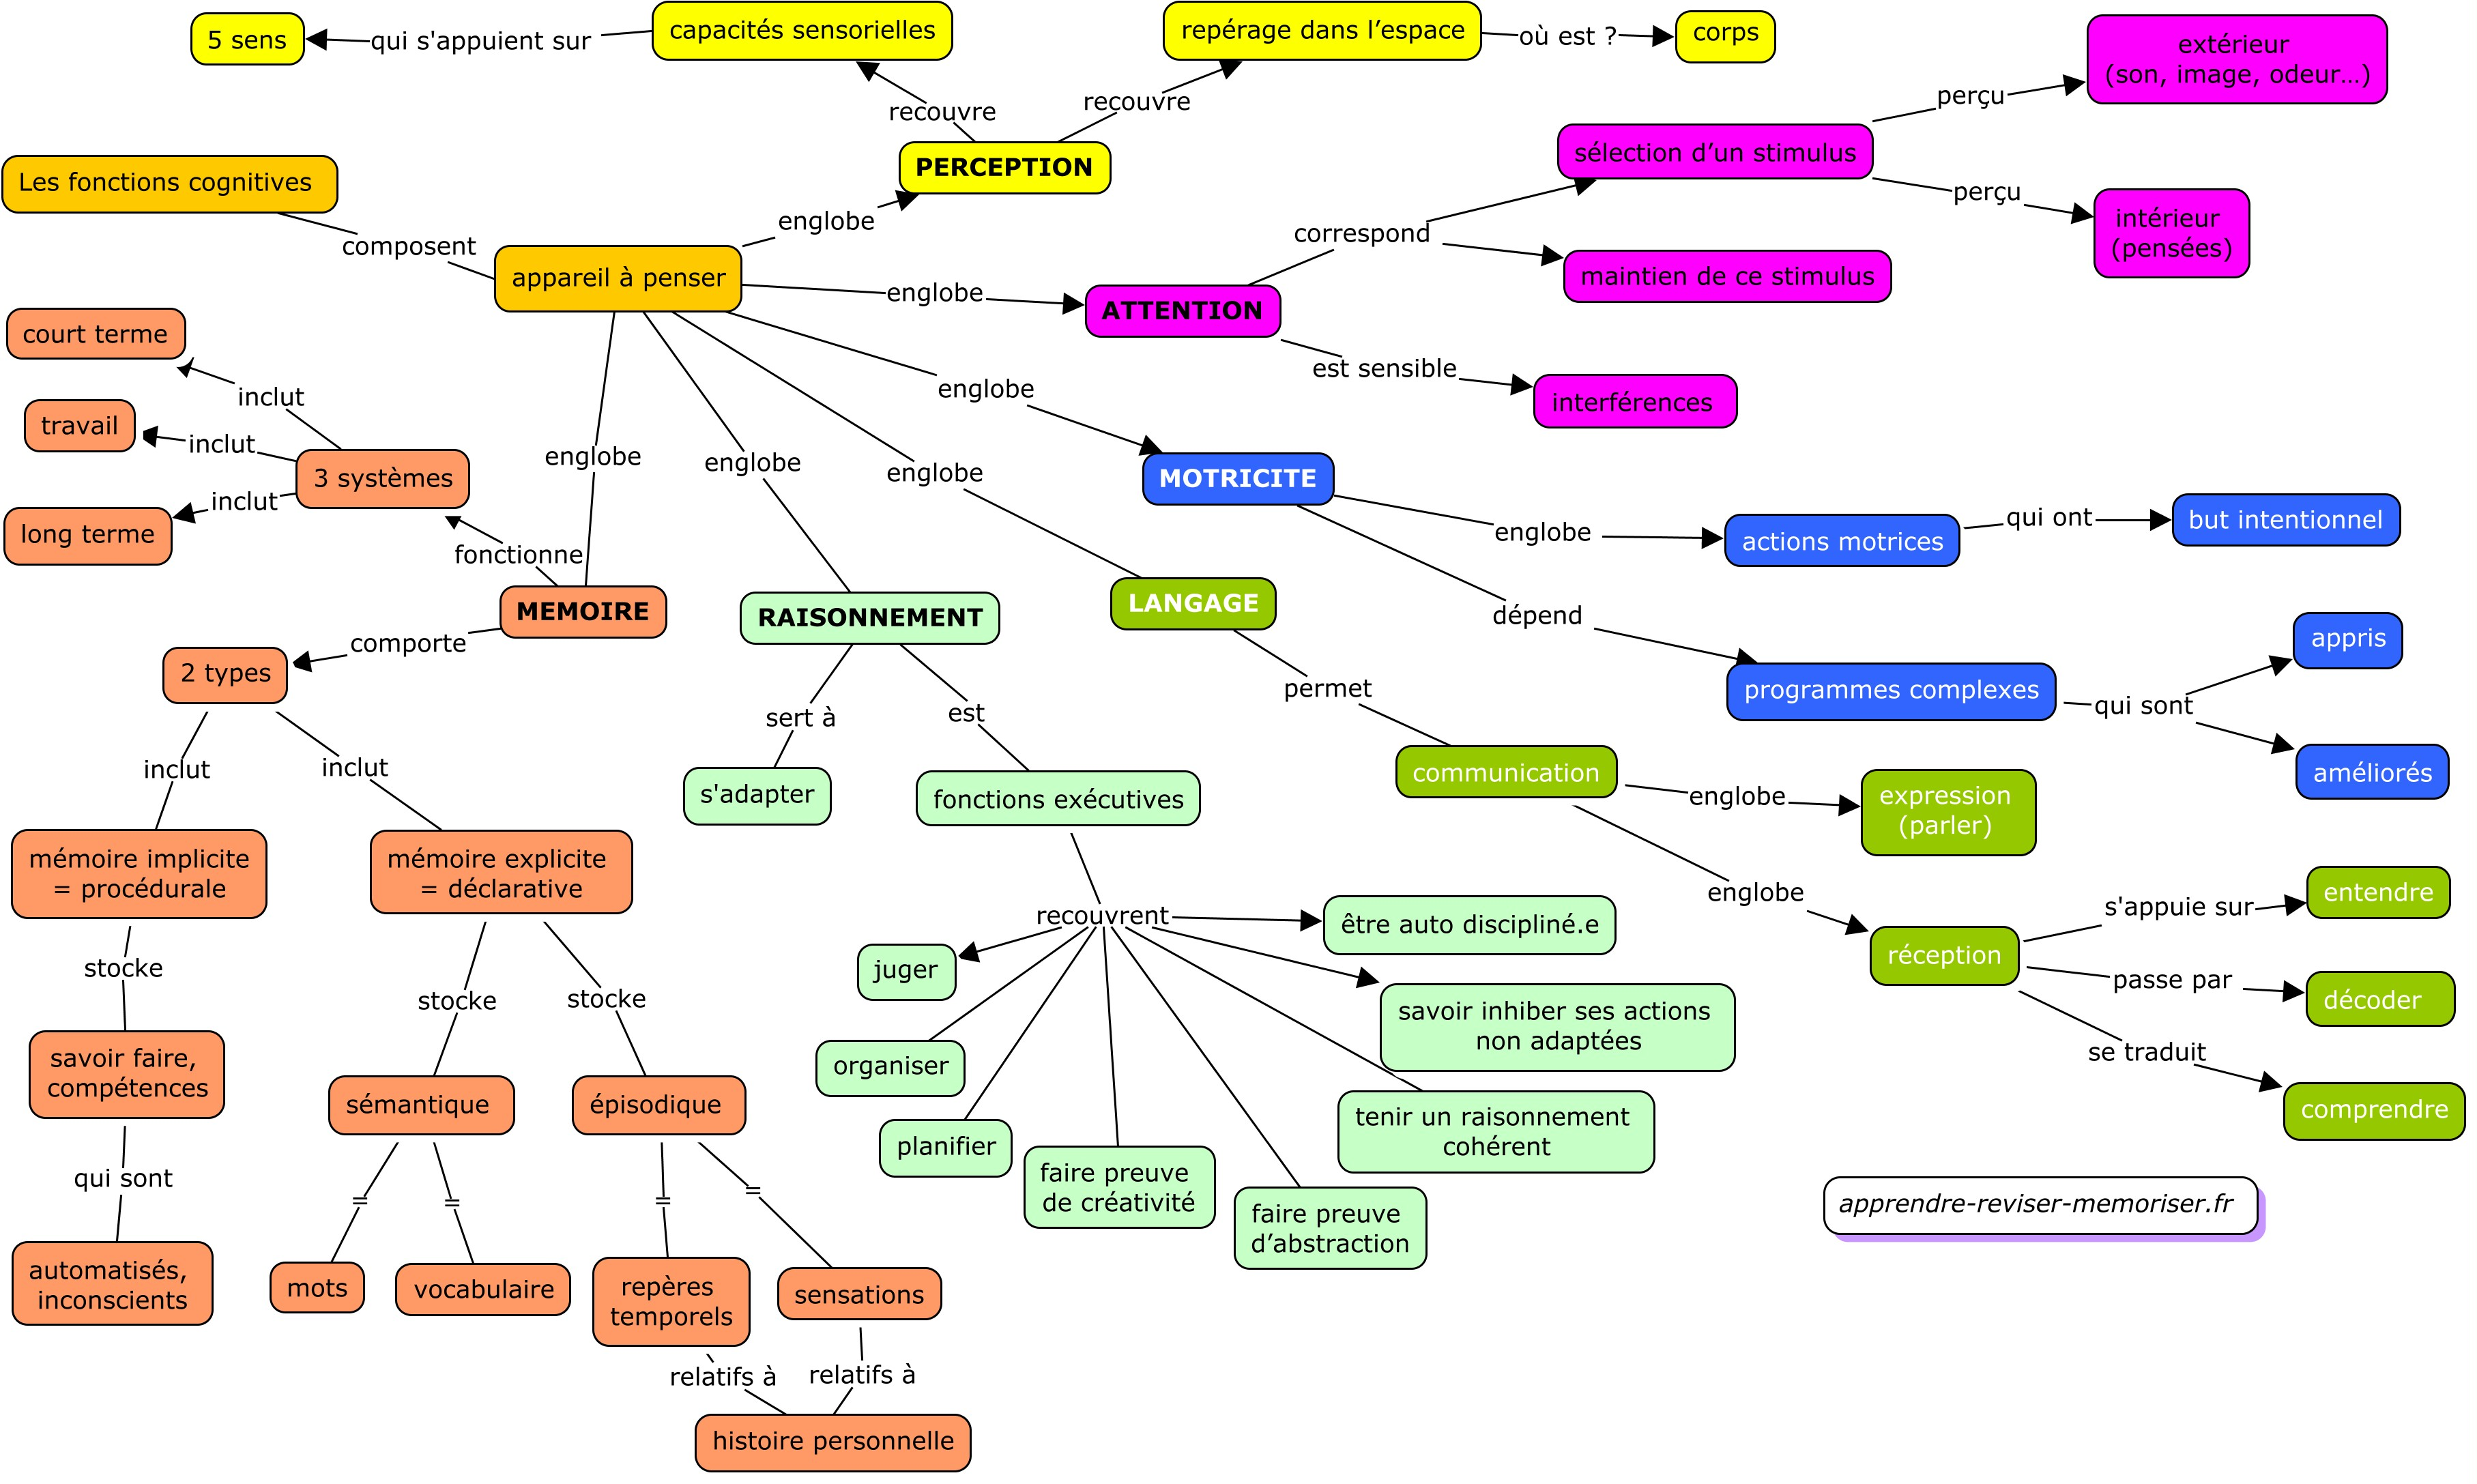 5 sens
qui s'appuient sur
capacités sensorielles
repérage dans l’espace
où est ?
corps
extérieur
(son, image, odeur...)
recouvre
recouvre
perçu
PERCEPTION
sélection d’un stimulus
Les fonctions cognitives
perçu
intérieur
(pensées)
englobe
composent
correspond
appareil à penser
maintien de ce stimulus
englobe
ATTENTION
court terme
est sensible
interférences
inclut
englobe
travail
inclut
3 systèmes
englobe
englobe
englobe
MOTRICITE
inclut
long terme
englobe
actions motrices
qui ont
but intentionnel
fonctionne
MEMOIRE
RAISONNEMENT
LANGAGE
dépend
appris
comporte
2 types
permet
programmes complexes
qui sont
sert à
est
inclut
inclut
s'adapter
fonctions exécutives
communication
englobe
expression
(parler)
améliorés
mémoire implicite
= procédurale
mémoire explicite
= déclarative
englobe
entendre
s'appuie sur
recouvrent
être auto discipliné.e
réception
juger
stocke
stocke
stocke
passe par
décoder
savoir inhiber ses actions
non adaptées
savoir faire,
compétences
organiser
se traduit
comprendre
sémantique
épisodique
planifier
tenir un raisonnement
cohérent
faire preuve
de créativité
qui sont
=
=
=
=
faire preuve
d’abstraction
apprendre-reviser-memoriser.fr
automatisés,
inconscients
mots
vocabulaire
repères
temporels
sensations
relatifs à
relatifs à
histoire personnelle